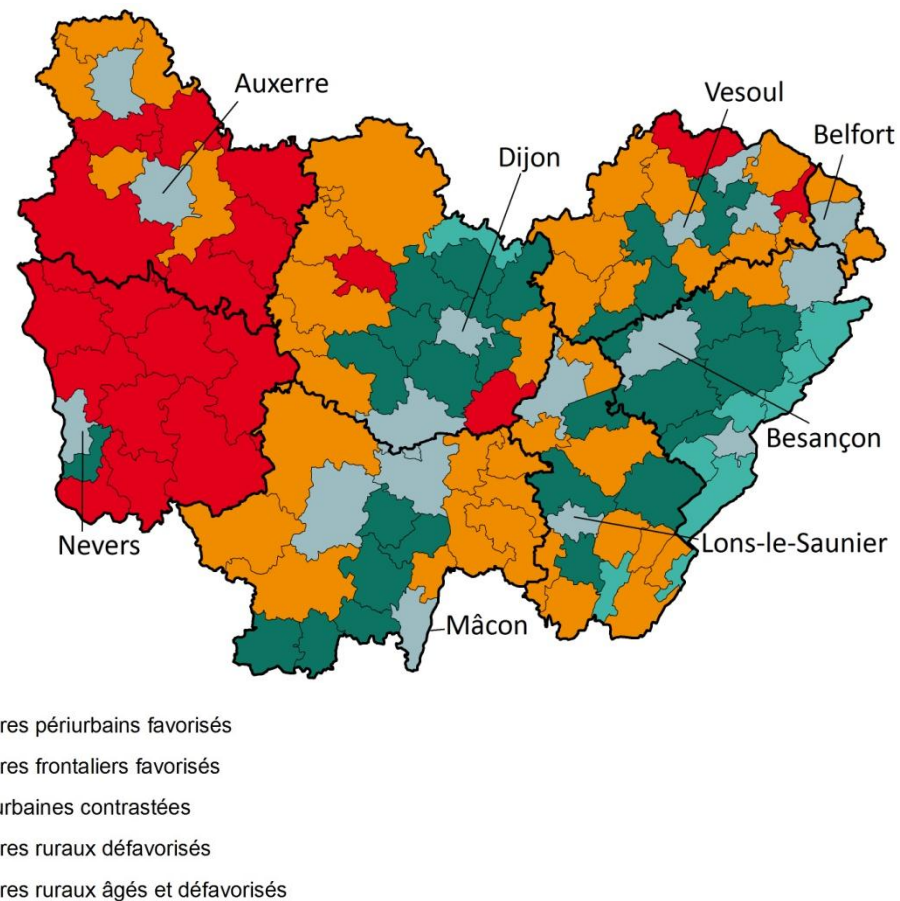 Auxerre
Vesoul
Belfort
Dijon
Besançon
Nevers
Lons-le-Saunier
Mâcon
res périurbains favorisés
res frontaliers favorisés
urbaines contrastées
res ruraux défavorisés
res ruraux âgés et défavorisés